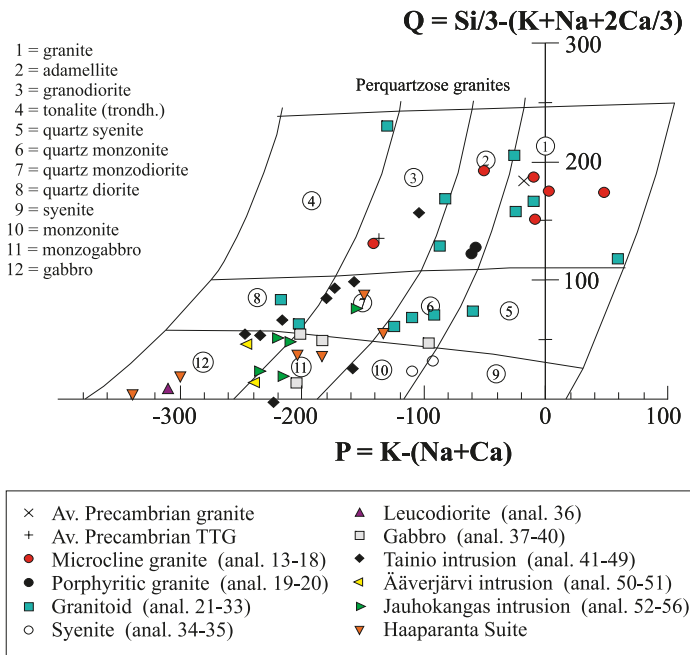 Q = Si/3-(K+Na+2Ca/3)
300
1 = granite
2 = adamellite
3 = granodiorite
4 = tonalite (trondh.)
5 = quartz syenite
6 = quartz monzonite
7 = quartz monzodiorite
8 = quartz diorite
9 = syenite
10 = monzonite
11 = monzogabbro
12 = gabbro
Perquartzose granites
1
2
3
4
200
100
8
7
6
5
12
11
10
9
-300
-200
-100
0
100
P = K-(Na+Ca)
Av. Precambrian granite
Av. Precambrian TTG
Microcline granite (anal. 13-18)
Porphyritic granite (anal. 19-20)
Granitoid (anal. 21-33)
Syenite (anal. 34-35)
Leucodiorite (anal. 36)
Gabbro (anal. 37-40)
Tainio intrusion (anal. 41-49)
Ääverjärvi intrusion (anal. 50-51)
Jauhokangas intrusion (anal. 52-56)
Haaparanta Suite